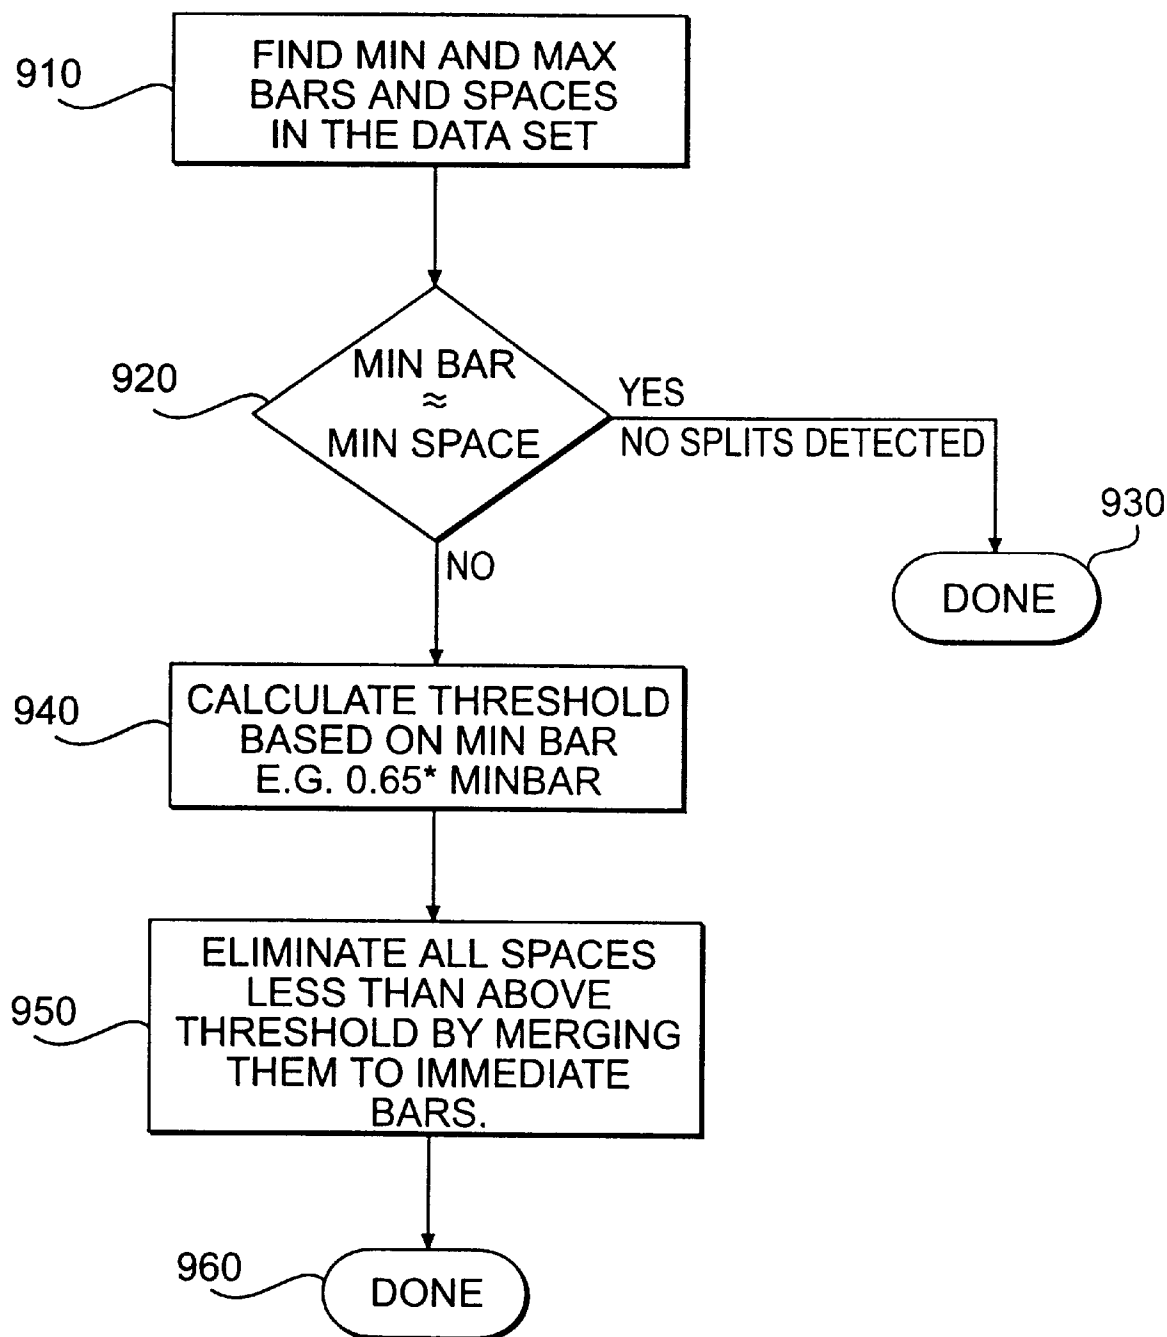 910
FIND MIN AND MAX
BARS AND SPACES
IN THE DATA SET
920
MIN BAR
≈
MIN SPACE
YES
NO SPLITS DETECTED
930
DONE
NO
940
CALCULATE THRESHOLD
BASED ON MIN BAR
E.G. 0.65* MINBAR
950
ELIMINATE ALL SPACES
LESS THAN ABOVE
THRESHOLD BY MERGING
THEM TO IMMEDIATE
BARS.
960
DONE